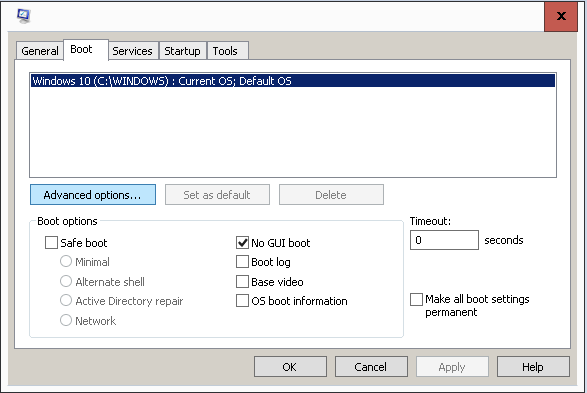 x
General Boot Services Startup Tools
Windows 10 (C:\WINDOWS) : Current OS; Default OS
Advanced options... Set as default Delete
Boot options
Timeout:
Safe boot No GUI boot 0 seconds
Minimal Boot log
Alternate shell Base video
Active Directory repair OS boot information Make all boot settings
permanent
Network
OK Cancel Apply Help